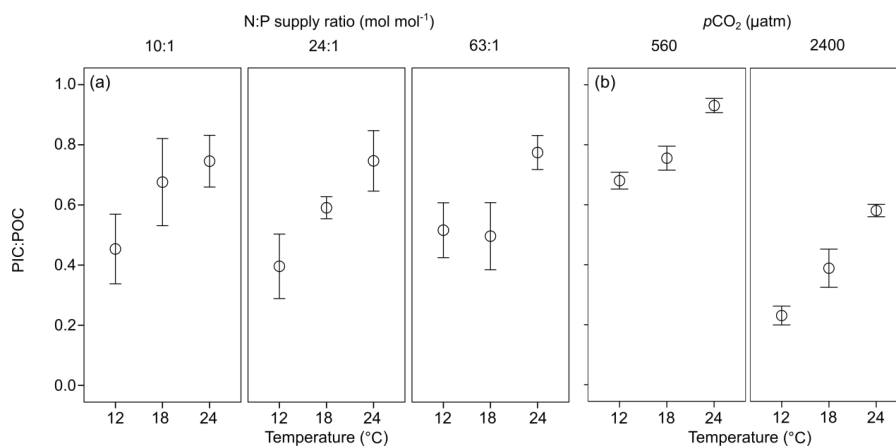 N:P supply ratio (mol mol⁻¹)
pCO₂ (µatm)
10:1 24:1 63:1 560 2400
(a) (b)
1.0
0.8
0.6
0.4
0.2
0.0
PIC:POC
12 18 24 12 18 24 12 18 24 12 18 24 12 18 24
Temperature (°C) Temperature (°C)